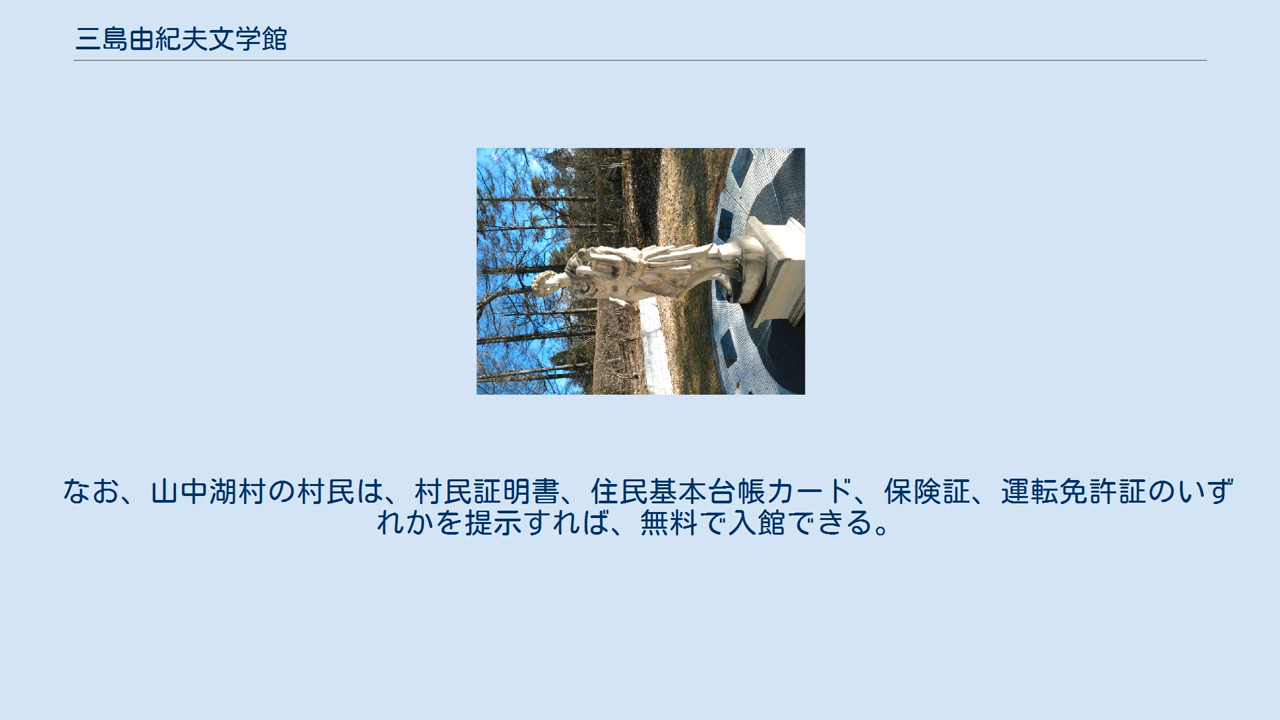 三島由紀夫文学館
なお、山中湖村の村民は、村民証明書、住民基本台帳カード、保険証、運転免許証のいず
れかを提示すれば、無料で入館できる。